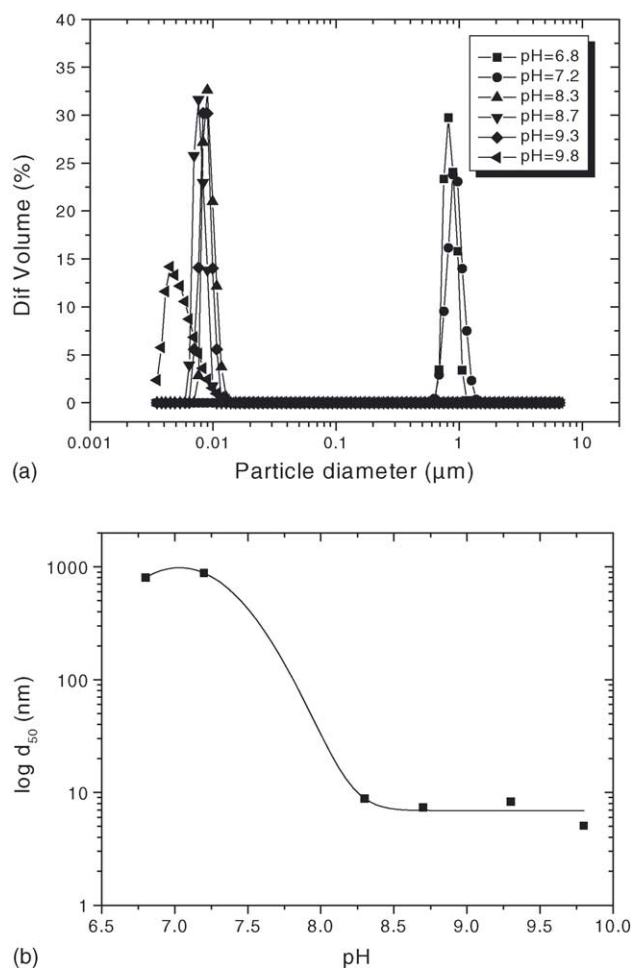 40
35
30
25
20
15
10
5
0
Dif Volume (%)
pH=6.8
pH=7.2
pH=8.3
pH=8.7
pH=9.3
pH=9.8
0.001
0.01
0.1
1
10
Particle diameter (μm)
(a)
1000
100
10
1
log d₅₀ (nm)
6.5
7.0
7.5
8.0
8.5
9.0
9.5
10.0
pH
(b)